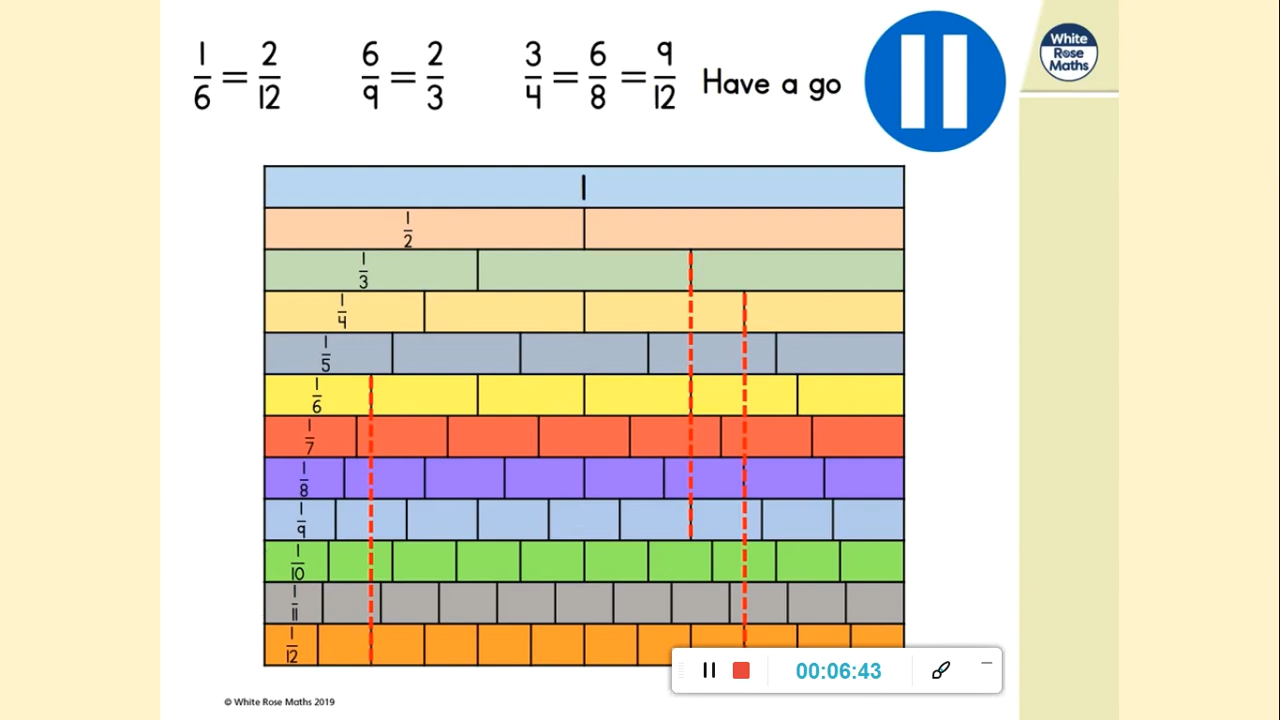 1/6 = 2/12 6/9 = 2/3 3/4 = 6/8 = 9/12 Have a go
White
Rose
Maths
1
1/2
1/3
1/4
1/5
1/6
1/7
1/8
1/9
1/10
1/11
1/12
00:06:43
© White Rose Maths 2019